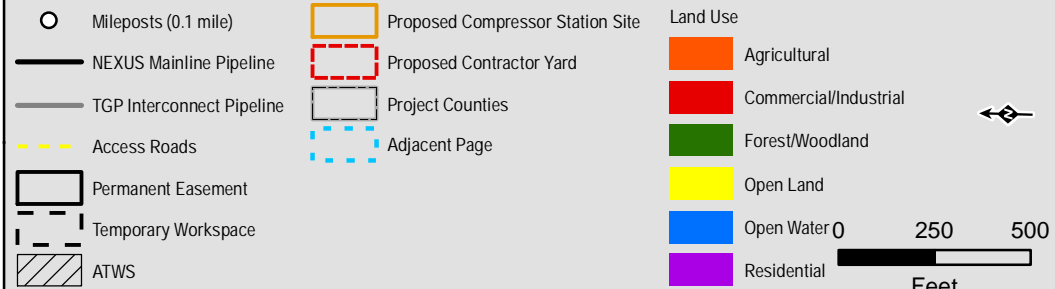 Mileposts (0.1 mile)
NEXUS Mainline Pipeline
TGP Interconnect Pipeline
Access Roads
Permanent Easement
Temporary Workspace
ATWS
Proposed Compressor Station Site
Proposed Contractor Yard
Project Counties
Adjacent Page
Land Use
Agricultural
Commercial/Industrial
Forest/Woodland
Open Land
Open Water
Residential
N
0 250 500
Feet